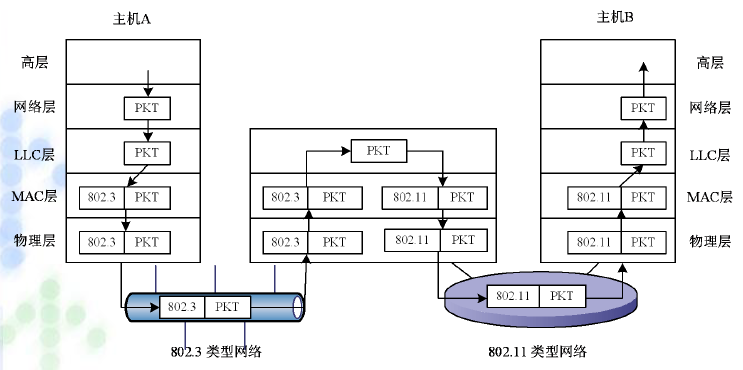 主机A 主机B
高层 高层
网络层 PKT PKT 网络层
LLC层 PKT PKT PKT LLC层
MAC层 802.3 PKT 802.3 PKT 802.11 PKT 802.11 PKT MAC层
物理层 802.3 PKT 802.3 PKT 802.11 PKT 802.11 PKT 物理层
802.3 PKT 802.11 PKT
802.3 类型网络 802.11 类型网络